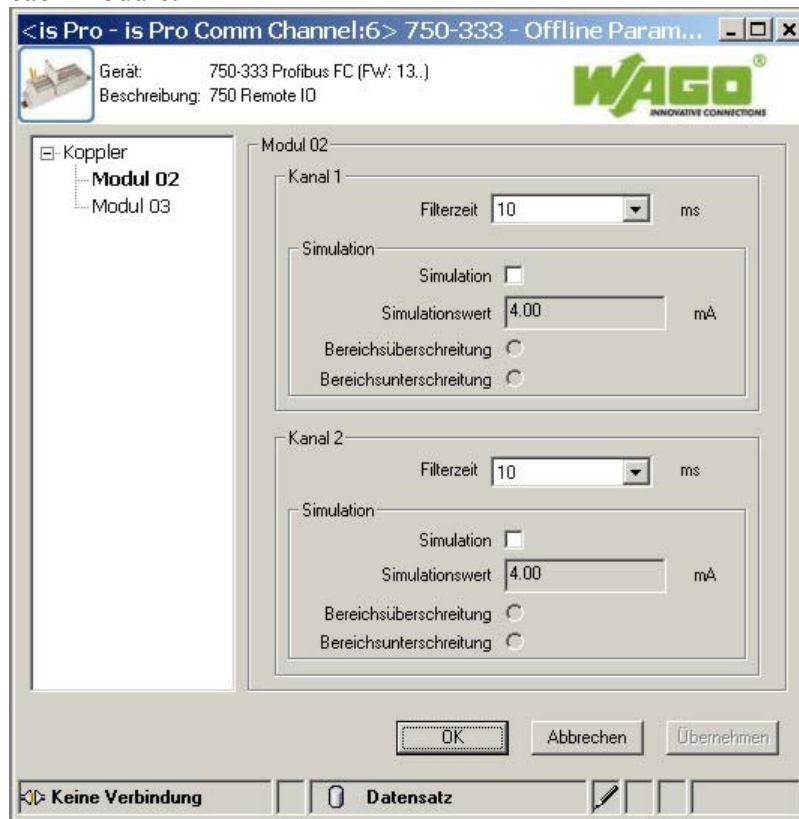 <is Pro - is Pro Comm Channel:6> 750-333 - Offline Param...
Gerät: 750-333 Profibus FC (FW: 13..)
Beschreibung: 750 Remote IO
WAGO®
INNOVATIVE CONNECTIONS
Koppler
Modul 02
Modul 03
Modul 02
Kanal 1
Filterzeit 10 ms
Simulation
Simulation
Simulationswert 4.00 mA
Bereichsüberschreitung
Bereichsunterschreitung
Kanal 2
Filterzeit 10 ms
Simulation
Simulation
Simulationswert 4.00 mA
Bereichsüberschreitung
Bereichsunterschreitung
OK Abbrechen Übernehmen
Keine Verbindung Datensatz